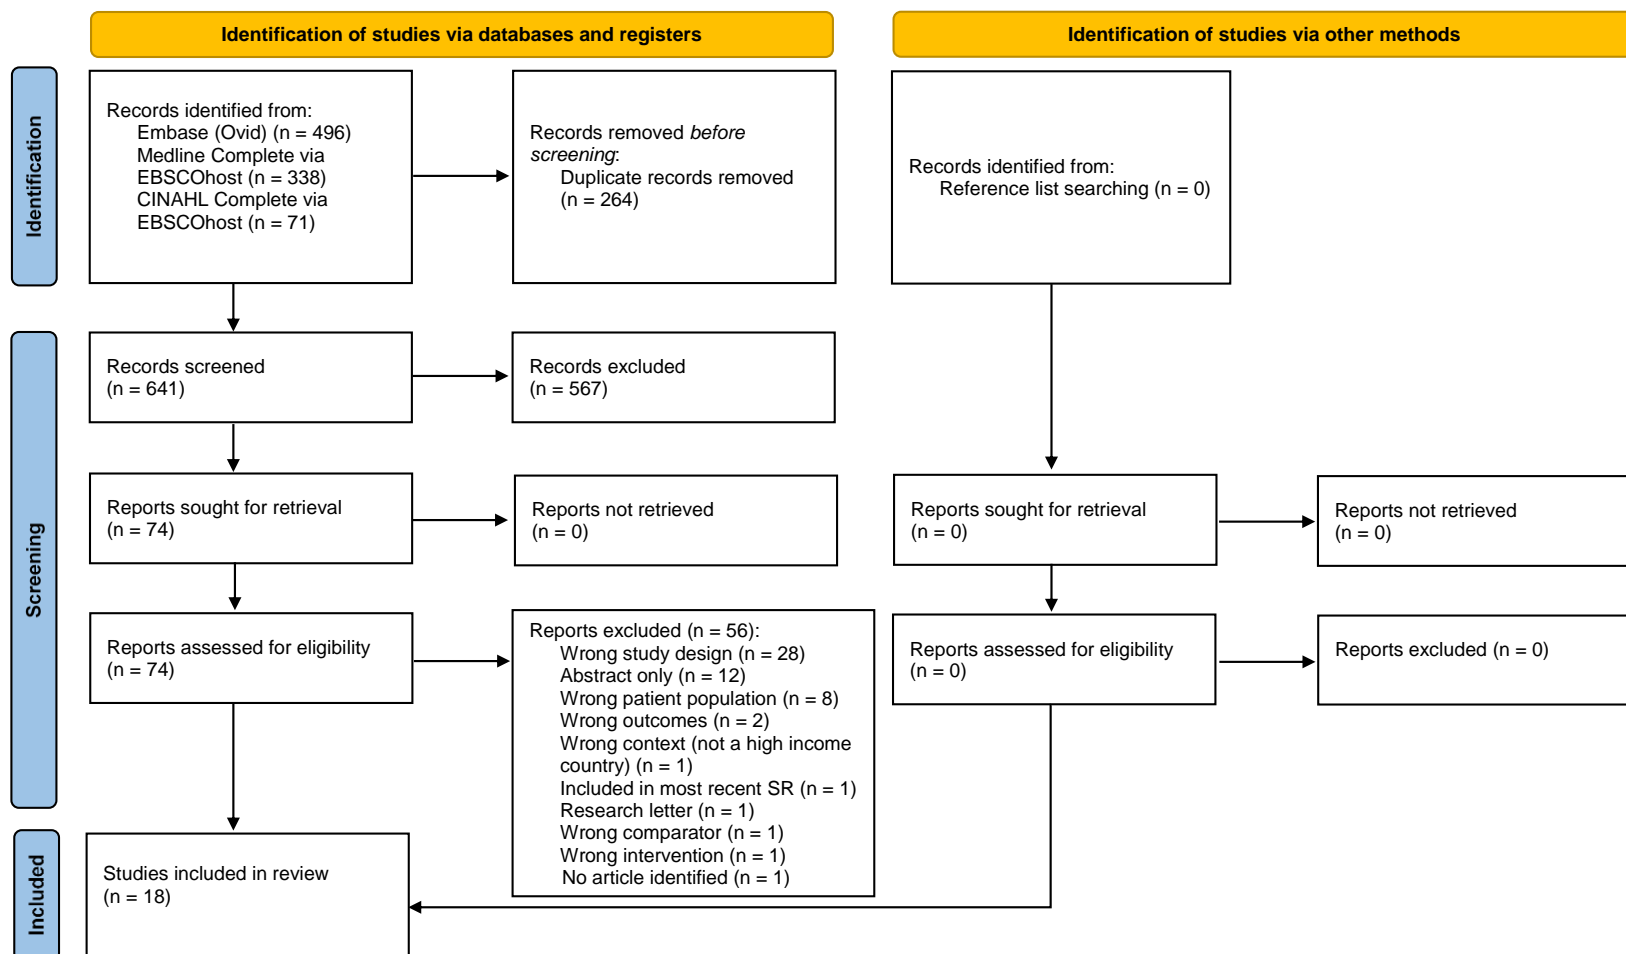 Identification of studies via databases and registers
Identification of studies via other methods
Identification
Records identified from:
Embase (Ovid) (n = 496)
Medline Complete via
EBSCOhost (n = 338)
CINAHL Complete via
EBSCOhost (n = 71)
Records removed before
screening:
Duplicate records removed
(n = 264)
Records identified from:
Reference list searching (n = 0)
Screening
Records screened
(n = 641)
Records excluded
(n = 567)
Reports sought for retrieval
(n = 74)
Reports not retrieved
(n = 0)
Reports sought for retrieval
(n = 0)
Reports not retrieved
(n = 0)
Reports assessed for eligibility
(n = 74)
Reports excluded (n = 56):
Wrong study design (n = 28)
Abstract only (n = 12)
Wrong patient population (n = 8)
Wrong outcomes (n = 2)
Wrong context (not a high income
country) (n = 1)
Included in most recent SR (n = 1)
Research letter (n = 1)
Wrong comparator (n = 1)
Wrong intervention (n = 1)
No article identified (n = 1)
Reports assessed for eligibility
(n = 0)
Reports excluded (n = 0)
Included
Studies included in review
(n = 18)